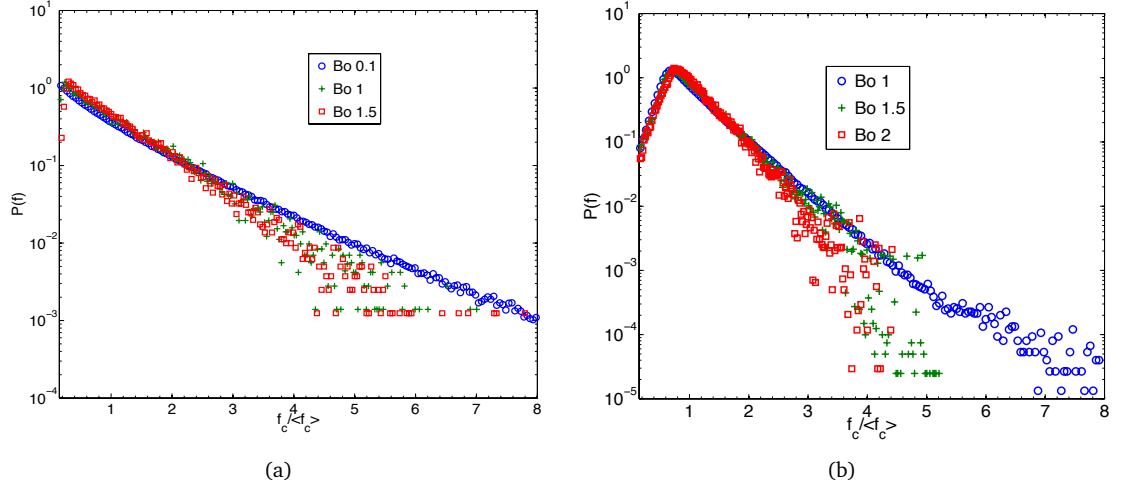 10^1
10^0
10^-1
10^-2
10^-3
10^-4
P(f)
Bo 0.1
Bo 1
Bo 1.5
1 2 3 4 5 6 7 8
f_c/<f_c>
(a)
10^1
10^0
10^-1
10^-2
10^-3
10^-4
10^-5
P(f)
Bo 1
Bo 1.5
Bo 2
1 2 3 4 5 6 7 8
f_c/<f_c>
(b)